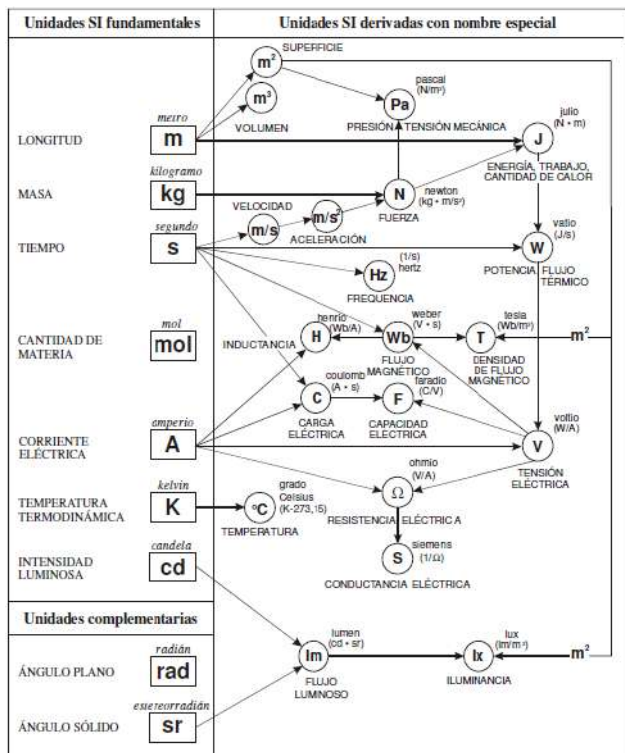 Unidades SI fundamentales
Unidades SI derivadas con nombre especial
SUPERFICIE
m²
pascal
(N/m²)
m³
Pa
metro
VOLUMEN
PRESIÓN TENSIÓN MECÁNICA
julio
(N • m)
LONGITUD
m
J
kilogramo
ENERGÍA, TRABAJO,
CANTIDAD DE CALOR
MASA
kg
N
newton
(kg • m/s²)
VELOCIDAD
FUERZA
segundo
m/s
m/s²
ACELERACIÓN
vatio
(J/s)
TIEMPO
s
W
(1/s)
hertz
Hz
POTENCIA FLUJO
TÉRMICO
FREQUENCIA
mol
henrio
(Wb/A)
weber
(V • s)
tesla
(Wb/m²)
CANTIDAD DE
MATERIA
mol
INDUCTANCIA
H
Wb
T
m²
FLUJO
MAGNÉTICO
DENSIDAD
DE FLUJO
MAGNÉTICO
coulomb
(A • s)
faradio
(C/V)
C
F
amperio
CARGA
ELÉCTRICA
CAPACIDAD
ELECTRICA
voltio
(W/A)
CORRIENTE
ELÉCTRICA
A
V
ohmio
(V/A)
TENSIÓN
ELÉCTRICA
kelvin
grado
Celsius
(K-273,15)
Ω
TEMPERATURA
TERMODINÁMICA
K
°C
TEMPERATURA
RESISTENCIA ELÉCTRICA
candela
siemens
(1/Ω)
S
INTENSIDAD
LUMINOSA
cd
CONDUCTANCIA ELÉCTRICA
Unidades complementarias
radián
lumen
(cd • sr)
lux
(lm/m²)
lm
lx
m²
ÁNGULO PLANO
rad
FLUJO
LUMINOSO
ILUMINANCIA
estereorradián
ÁNGULO SÓLIDO
sr